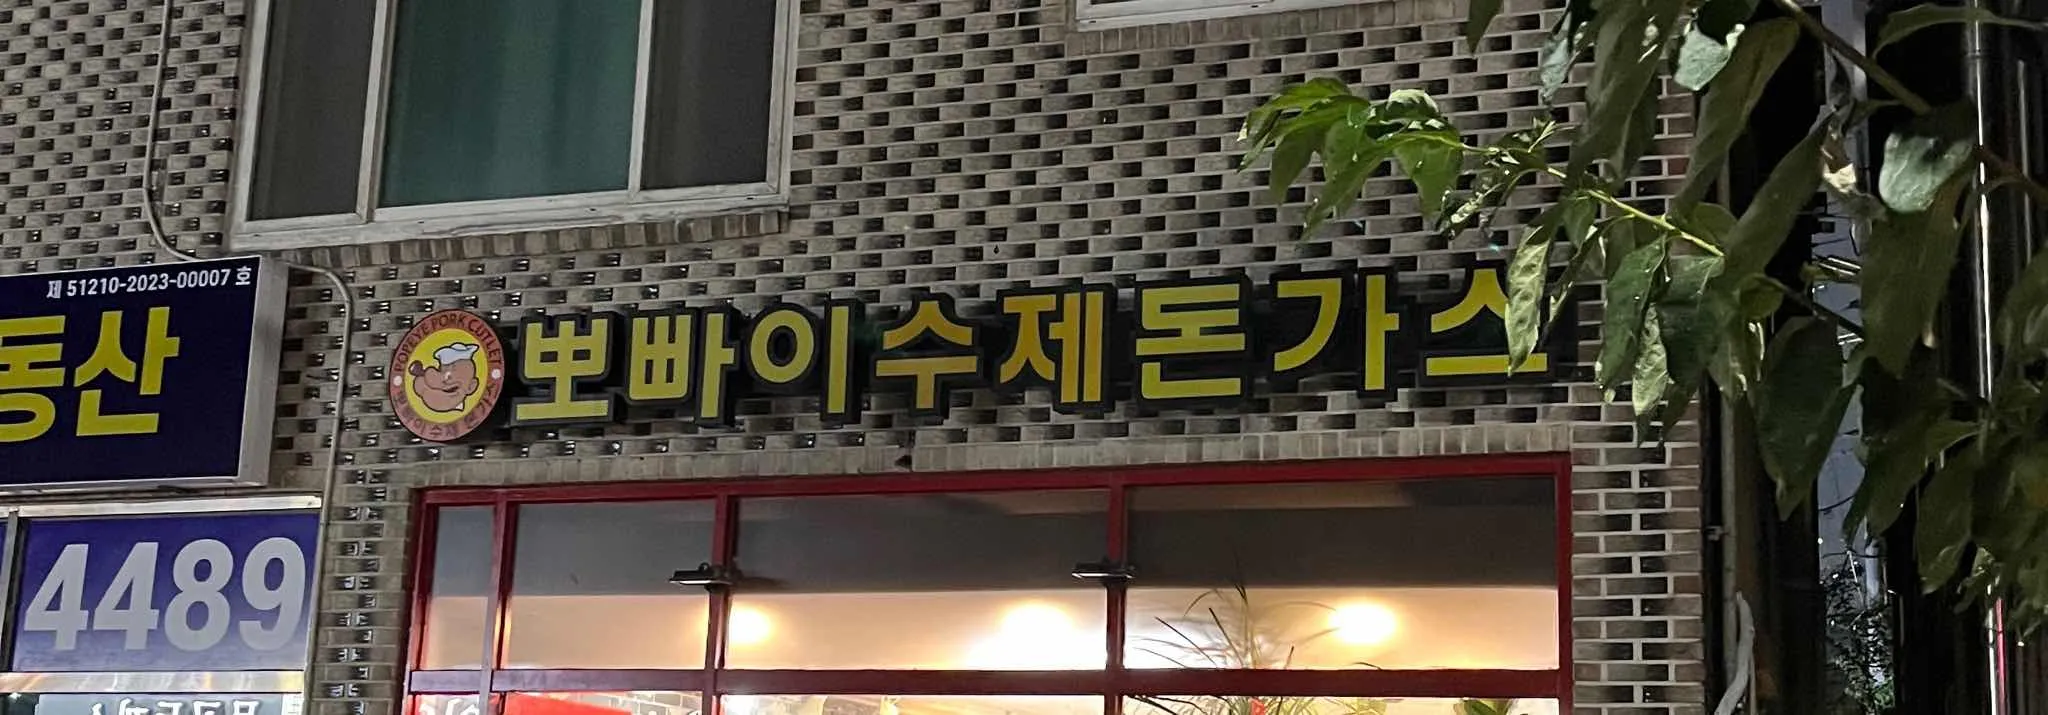 제 51210-2023-00007 호
동산
4489
POPEYE PORK CUTLET
뽀빠이수제돈가스